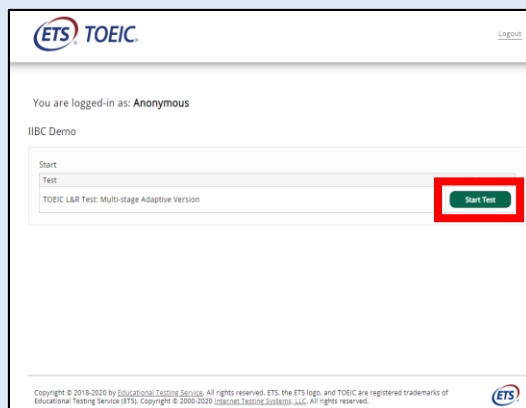 ETS TOEIC.
Logout
You are logged-in as: Anonymous
IIBC Demo
Start
Test
TOEIC L&R Test: Multi-stage Adaptive Version
Start Test
Copyright © 2018-2020 by Educational Testing Service. All rights reserved. ETS, the ETS logo, and TOEIC are registered trademarks of
Educational Testing Service (ETS). Copyright © 2000-2020 Internet Testing Systems, LLC. All rights reserved.
ETS